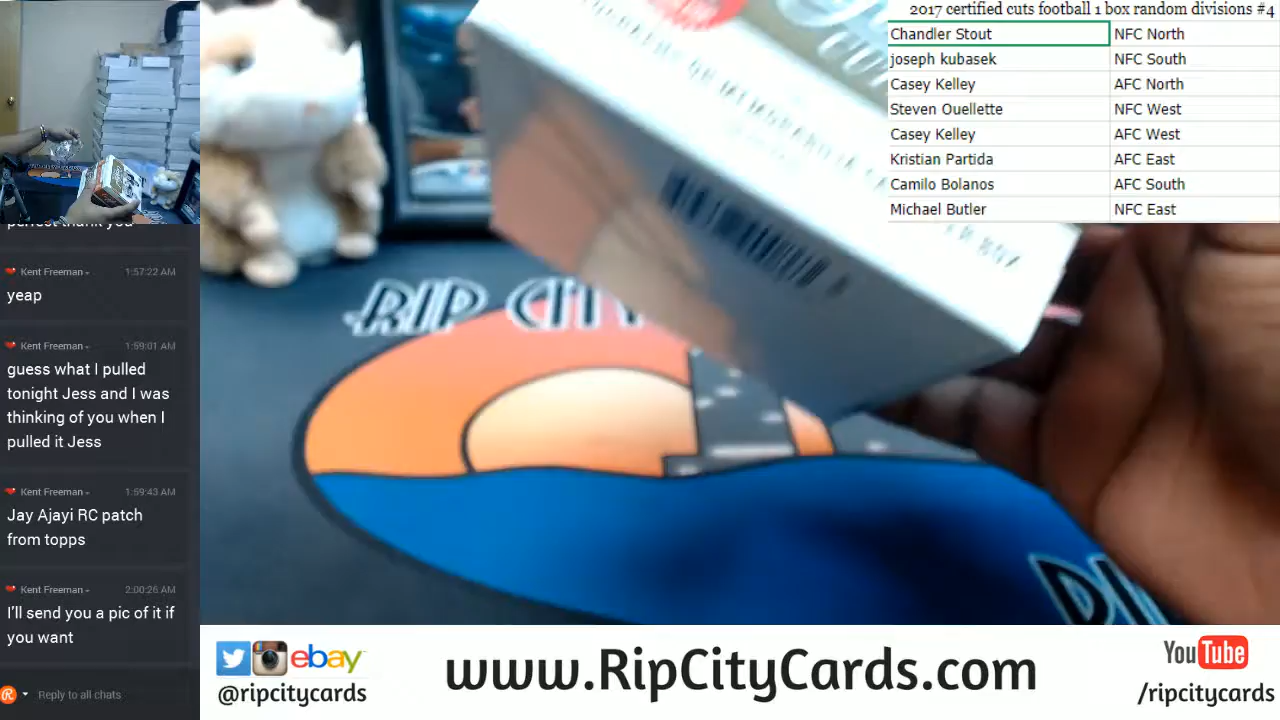 2017 certified cuts football 1 box random divisions #4
Chandler Stout NFC North
joseph kubasek NFC South
Casey Kelley AFC North
Steven Ouellette NFC West
Casey Kelley AFC West
Kristian Partida AFC East
Camilo Bolanos AFC South
Michael Butler NFC East
perfect thank you
Kent Freeman 1:57:22 AM
yeap
Kent Freeman 1:59:01 AM
guess what I pulled
tonight Jess and I was
thinking of you when I
pulled it Jess
Kent Freeman 1:59:43 AM
Jay Ajayi RC patch
from topps
Kent Freeman 2:00:26 AM
I'll send you a pic of it if
you want
Reply to all chats
RIP CITY
ebay
@ripcitycards
www.RipCityCards.com
YouTube
/ripcitycards